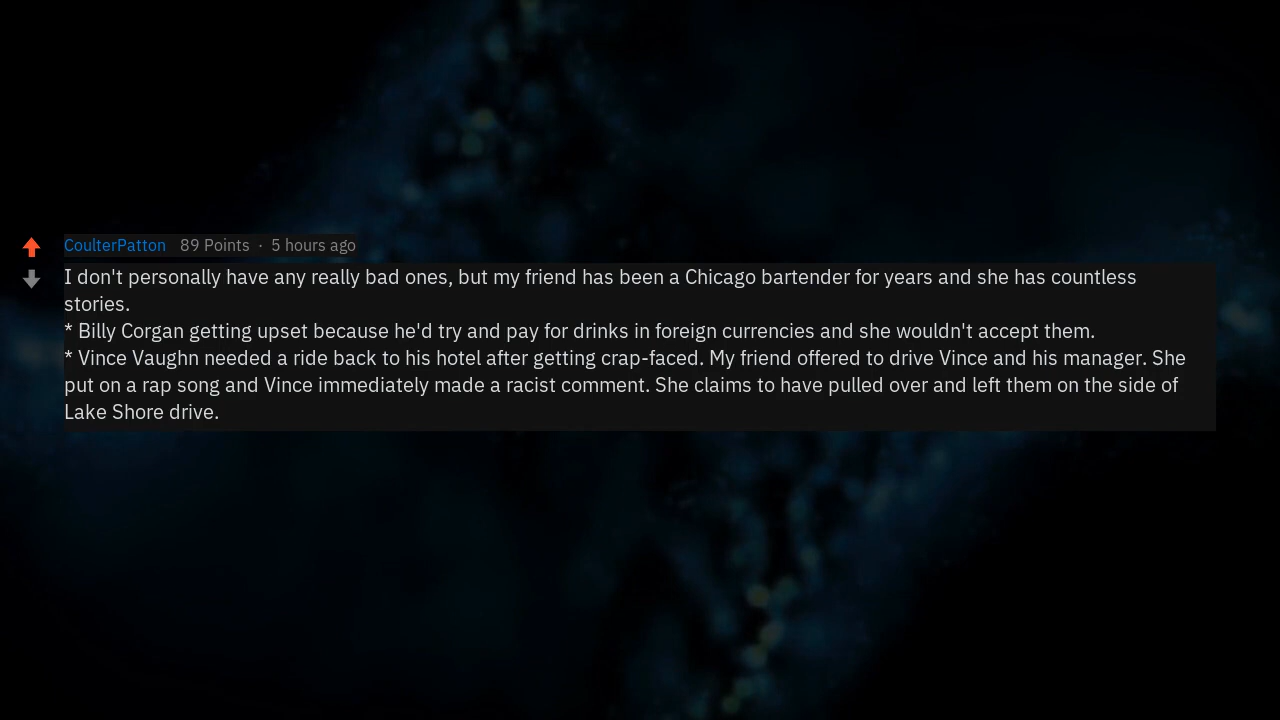 CoulterPatton 89 Points · 5 hours ago
I don't personally have any really bad ones, but my friend has been a Chicago bartender for years and she has countless
stories.
* Billy Corgan getting upset because he'd try and pay for drinks in foreign currencies and she wouldn't accept them.
* Vince Vaughn needed a ride back to his hotel after getting crap-faced. My friend offered to drive Vince and his manager. She
put on a rap song and Vince immediately made a racist comment. She claims to have pulled over and left them on the side of
Lake Shore drive.